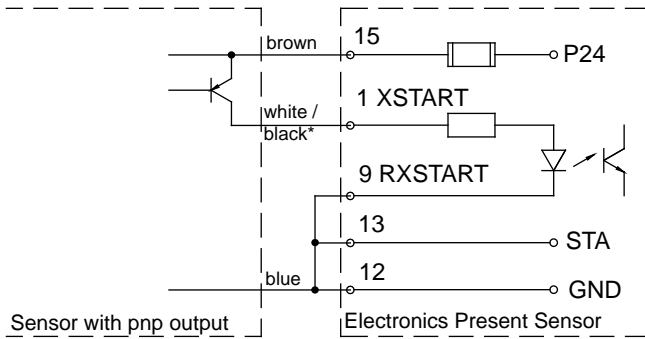 brown
15
P24
white /
black*
1 XSTART
9 RXSTART
13
STA
blue
12
GND
Sensor with pnp output
Electronics Present Sensor